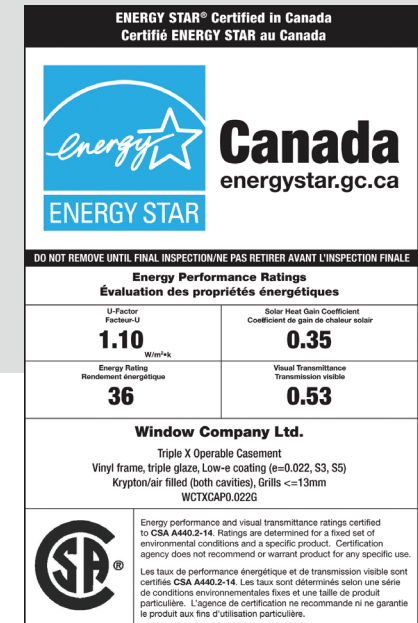 ENERGY STAR® Certified in Canada
Certifié ENERGY STAR au Canada
energy
ENERGY STAR
Canada
energystar.gc.ca
DO NOT REMOVE UNTIL FINAL INSPECTION/NE PAS RETIRER AVANT L'INSPECTION FINALE
Energy Performance Ratings
Évaluation des propriétés énergétiques
U-Factor
Facteur-U
1.10
W/m²•k
Solar Heat Gain Coefficient
Coefficient de gain de chaleur solair
0.35
Energy Rating
Rendement énergétique
36
Visual Transmittance
Transmission visible
0.53
Window Company Ltd.
Triple X Operable Casement
Vinyl frame, triple glaze, Low-e coating (e=0.022, S3, S5)
Krypton/air filled (both cavities), Grills <=13mm
WCTXCAP0.022G
CSA ®
Energy performance and visual transmittance ratings certified
to CSA A440.2-14. Ratings are determined for a fixed set of
environmental conditions and a specific product. Certification
agency does not recommend or warrant product for any specific use.
Les taux de performance énergétique et de transmission visible sont
certifiés CSA A440.2-14. Les taux sont déterminés selon une série
de conditions environnementales fixes et une taille de produit
particulière. L'agence de certification ne recommande ni ne garantie
le produit aux fins d'utilisation particulière.